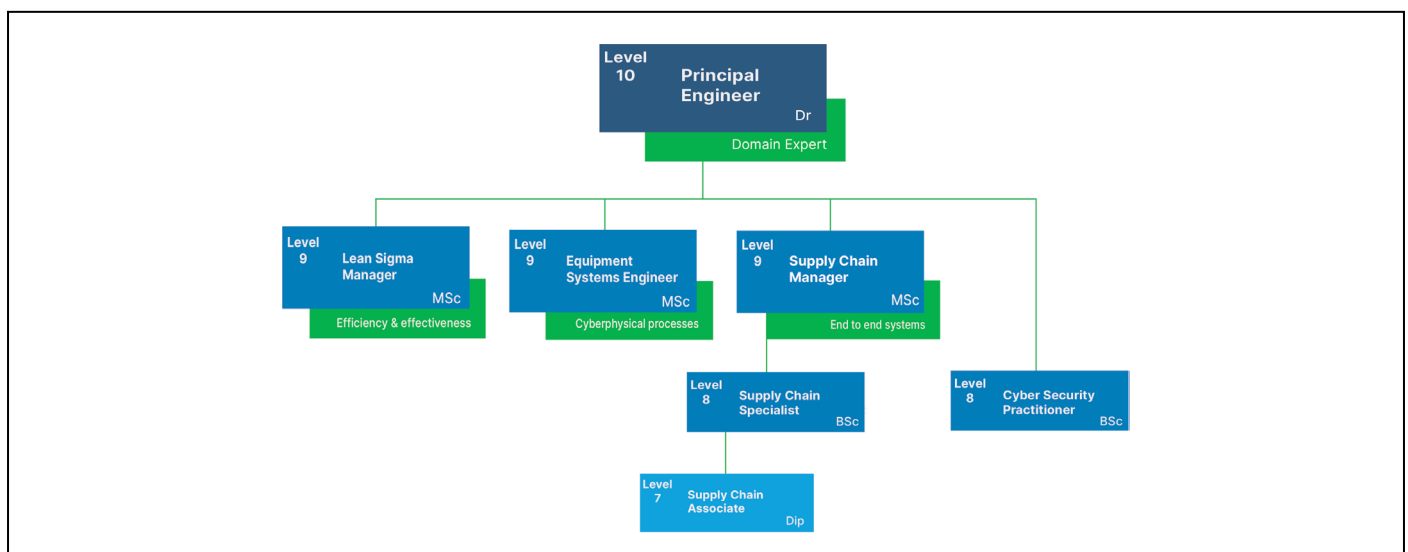 Level
10
Principal
Engineer
Dr
Domain Expert
Level
9
Lean Sigma
Manager
MSc
Efficiency & effectiveness
Level
9
Equipment
Systems Engineer
MSc
Cyberphysical processes
Level
9
Supply Chain
Manager
MSc
End to end systems
Level
8
Supply Chain
Specialist
BSc
Level
8
Cyber Security
Practitioner
BSc
Level
7
Supply Chain
Associate
Dip